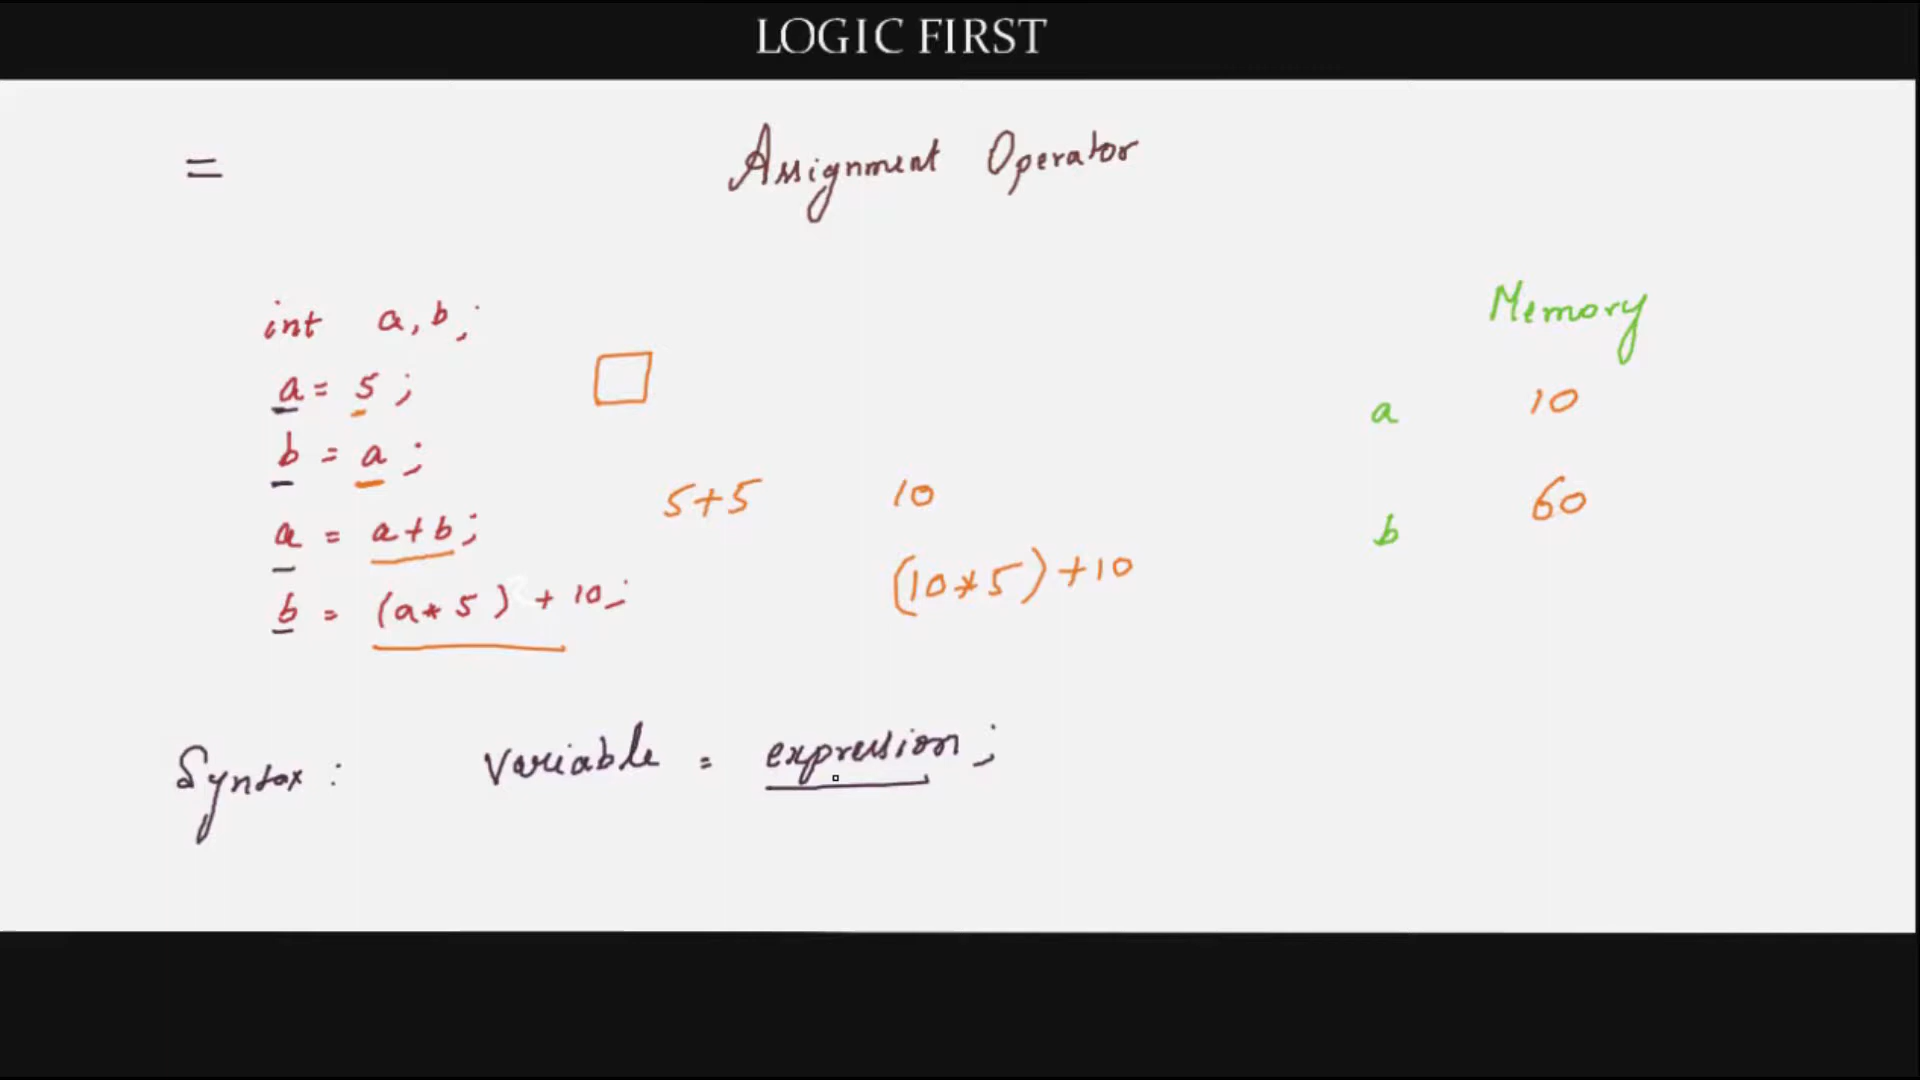 LOGIC FIRST
= Assignment Operator
int a, b;
a = 5;
b = a;
a = a + b;
b = (a * 5) + 10;
5+5 10
(10*5)+10
Memory
a 10
b 60
Syntax: Variable = expression;